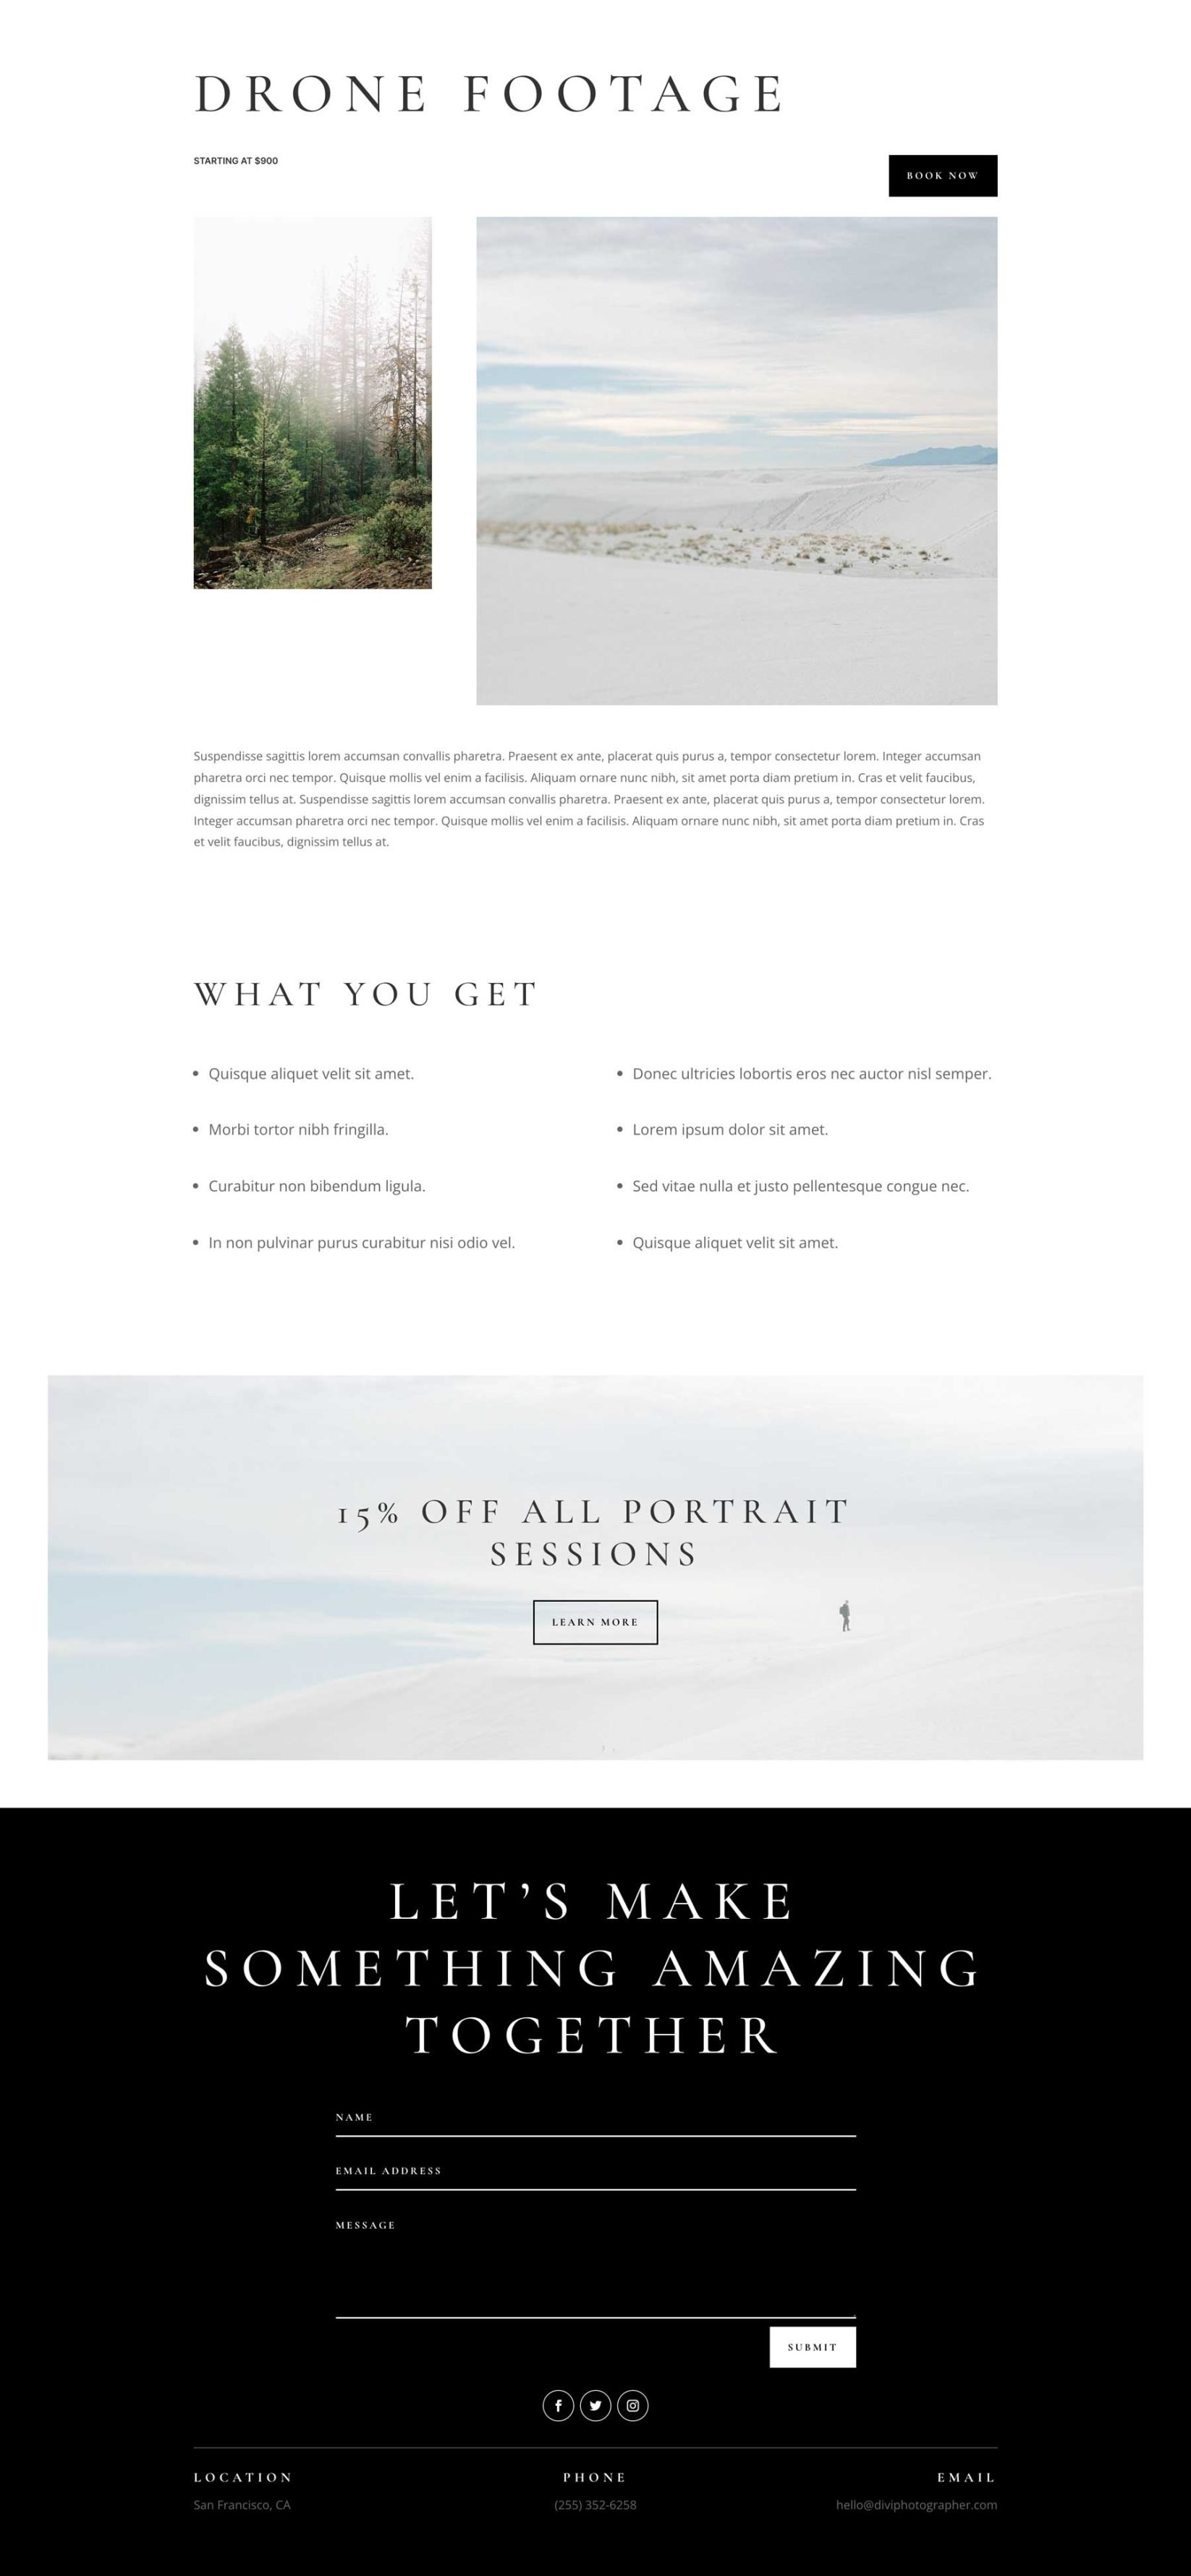 DRONE FOOTAGE
STARTING AT $900
BOOK NOW
Suspendisse sagittis lorem accumsan convallis pharetra. Praesent ex ante, placerat quis purus a, tempor consectetur lorem. Integer accumsan
pharetra orci nec tempor. Quisque mollis vel enim a facilisis. Aliquam ornare nunc nibh, sit amet porta diam pretium in. Cras et velit faucibus,
dignissim tellus at. Suspendisse sagittis lorem accumsan convallis pharetra. Praesent ex ante, placerat quis purus a, tempor consectetur lorem.
Integer accumsan pharetra orci nec tempor. Quisque mollis vel enim a facilisis. Aliquam ornare nunc nibh, sit amet porta diam pretium in. Cras
et velit faucibus, dignissim tellus at.
WHAT YOU GET
Quisque aliquet velit sit amet.
Morbi tortor nibh fringilla.
Curabitur non bibendum ligula.
In non pulvinar purus curabitur nisi odio vel.
Donec ultricies lobortis eros nec auctor nisl semper.
Lorem ipsum dolor sit amet.
Sed vitae nulla et justo pellentesque congue nec.
Quisque aliquet velit sit amet.
15% OFF ALL PORTRAIT
SESSIONS
LEARN MORE
LET’S MAKE
SOMETHING AMAZING
TOGETHER
NAME
EMAIL ADDRESS
MESSAGE
SUBMIT
LOCATION
San Francisco, CA
PHONE
(255) 352-6258
EMAIL
hello@diviphotographer.com